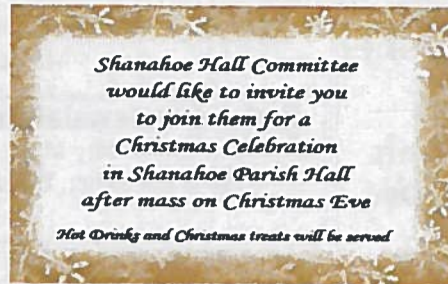 Shanahoe Hall Committee
would like to invite you
to join them for a
Christmas Celebration
in Shanahoe Parish Hall
after mass on Christmas Eve
Hot Drinks and Christmas treats will be served